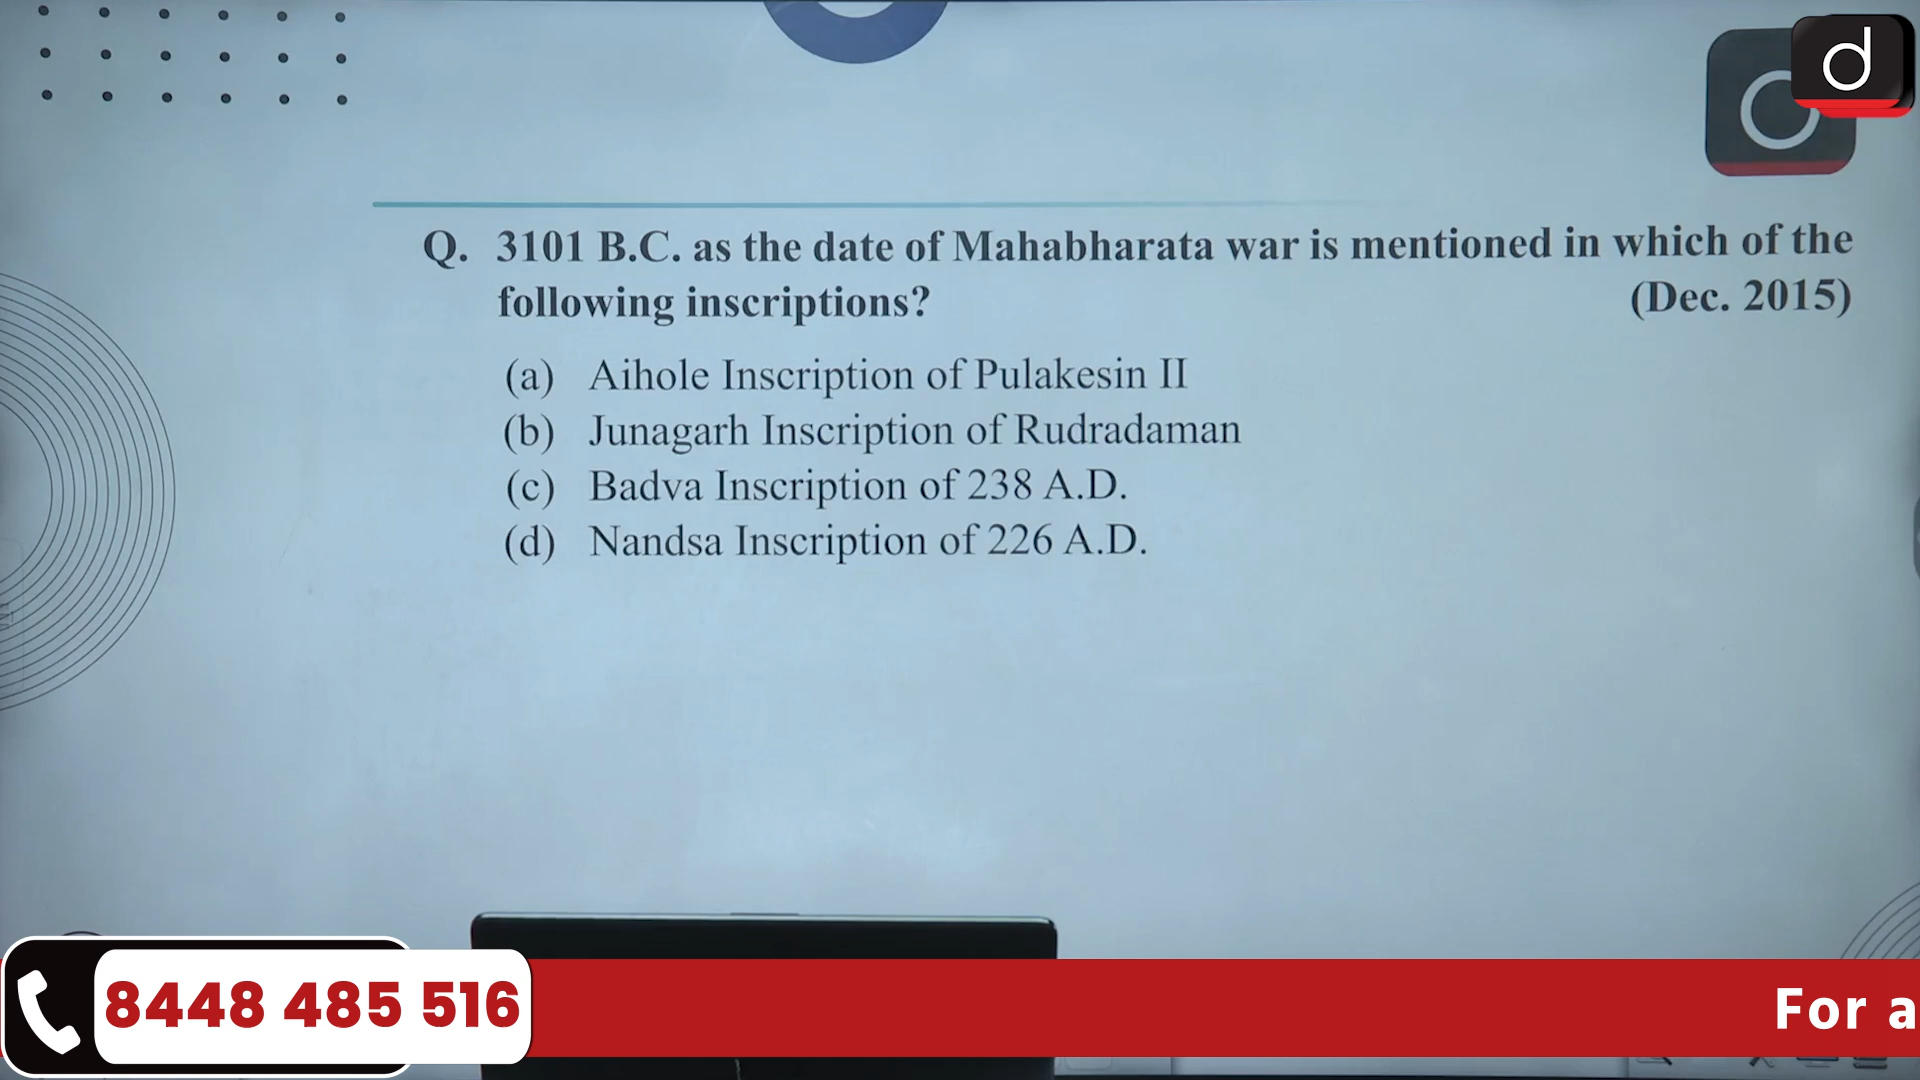 d
Q. 3101 B.C. as the date of Mahabharata war is mentioned in which of the
following inscriptions? (Dec. 2015)
(a) Aihole Inscription of Pulakesin II
(b) Junagarh Inscription of Rudradaman
(c) Badva Inscription of 238 A.D.
(d) Nandsa Inscription of 226 A.D.
8448 485 516
For a